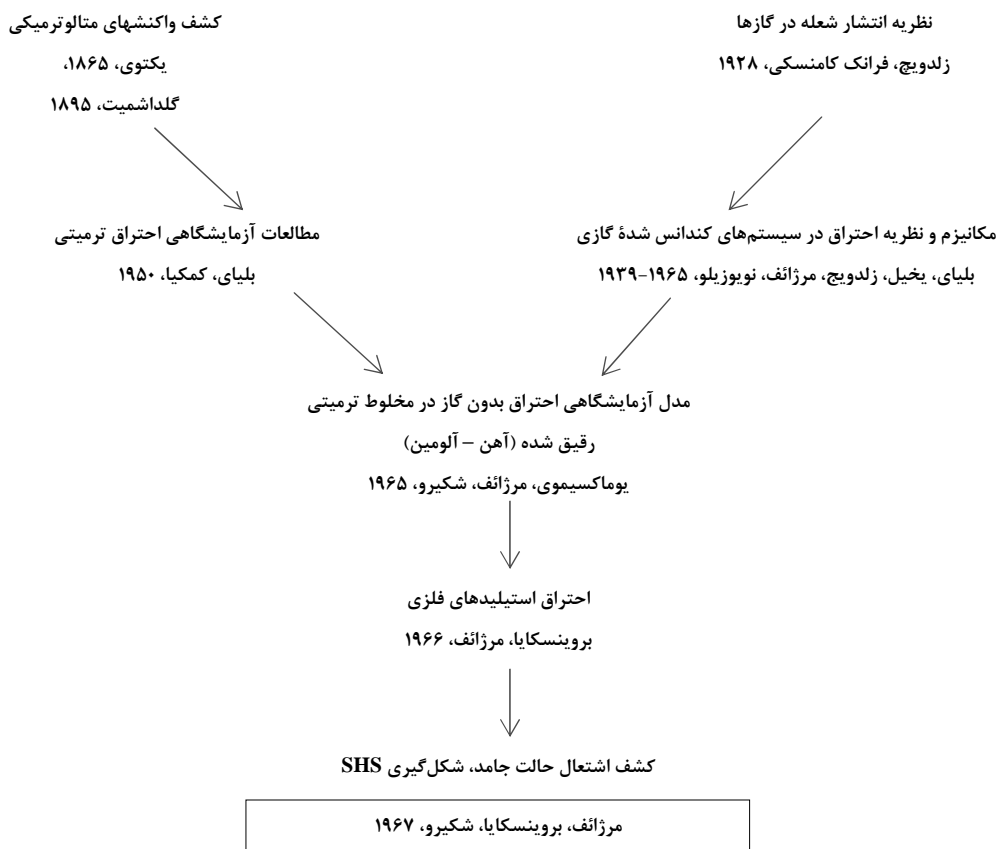 نظریه انتشار شعله در گازها
زلدویچ، فرانک کامنسکی، ۱۹۲۸
کشف واکنشهای متالوترمیکی
یکتوی، ۱۸۶۵،
گلداشمیت، ۱۸۹۵
مکانیزم و نظریه احتراق در سیستم‌های کندانس شدۀ گازی
بلیای، یخیل، زلدویج، مرژائف، نویوزیلو، ۱۹۶۵-۱۹۳۹
مطالعات آزمایشگاهی احتراق ترمیتی
بلیای، کمکیا، ۱۹۵۰
مدل آزمایشگاهی احتراق بدون گاز در مخلوط ترمیتی
رقیق شده (آهن – آلومین)
یوماکسیموی، مرژائف، شکیرو، ۱۹۶۵
احتراق استیلیدهای فلزی
بروینسکایا، مرژائف، ۱۹۶۶
کشف اشتعال حالت جامد، شکل‌گیری SHS
مرژائف، بروینسکایا، شکیرو، ۱۹۶۷